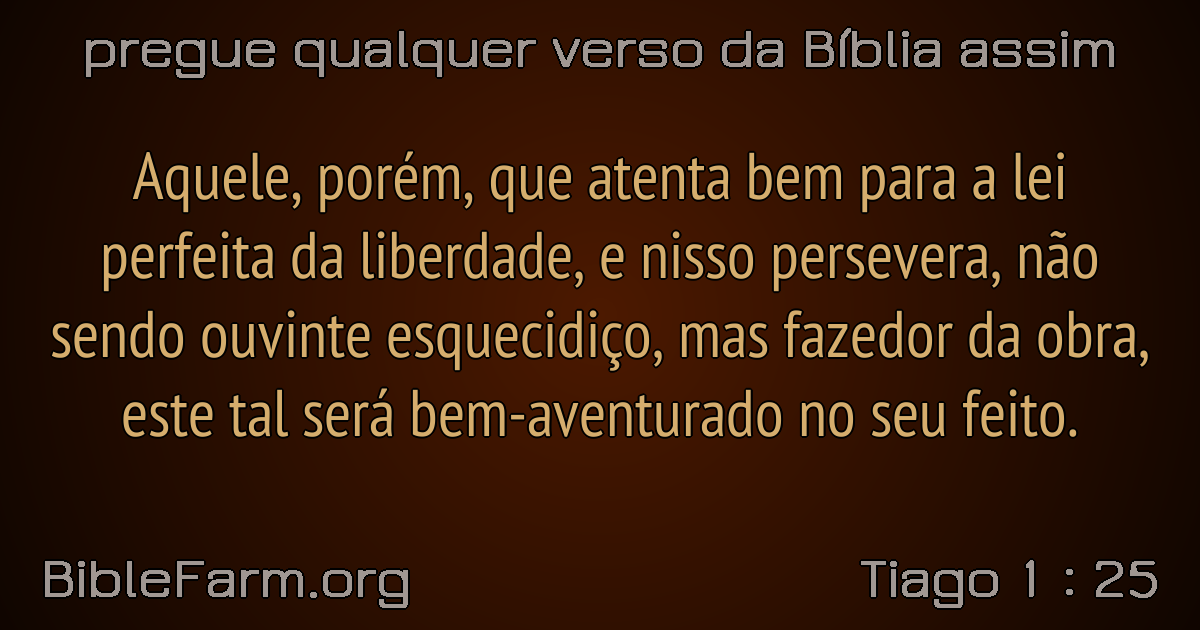 pregue qualquer verso da Bíblia assim
Aquele, porém, que atenta bem para a lei
perfeita da liberdade, e nisso persevera, não
sendo ouvinte esquecidiço, mas fazedor da obra,
este tal será bem-aventurado no seu feito.
BibleFarm.org
Tiago 1 : 25